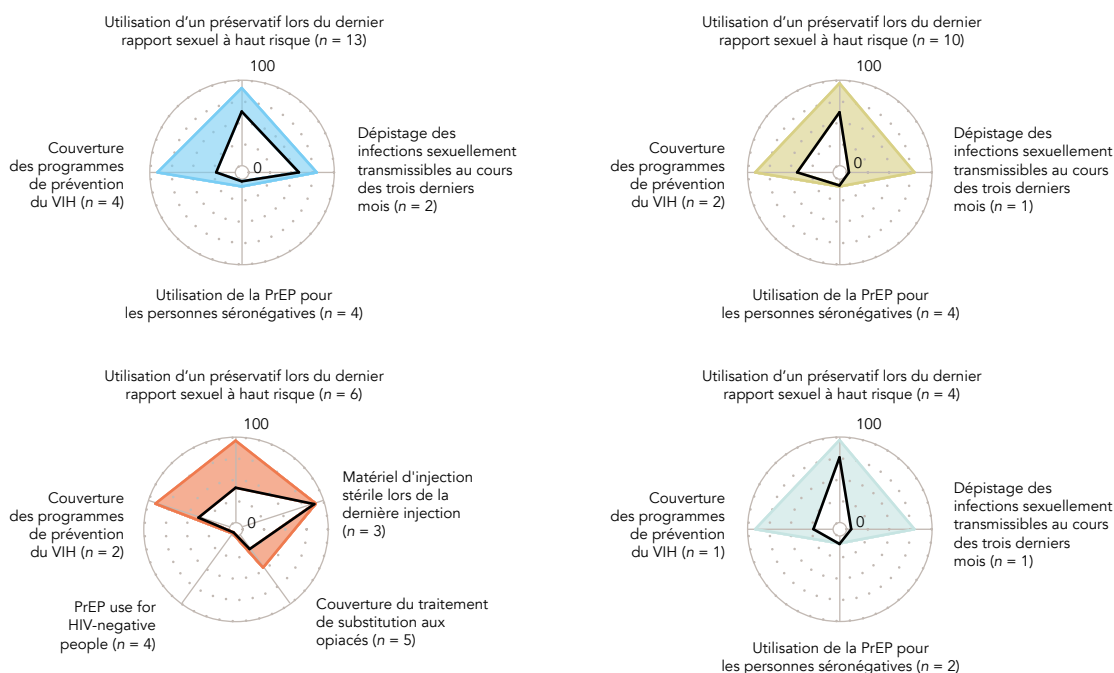 Utilisation d'un préservatif lors du dernier
rapport sexuel à haut risque (n = 13)
100
0
Couverture
des programmes
de prévention
du VIH (n = 4)
Dépistage des
infections sexuellement
transmissibles au cours
des trois derniers
mois (n = 2)
Utilisation de la PrEP pour
les personnes séronégatives (n = 4)
Utilisation d'un préservatif lors du dernier
rapport sexuel à haut risque (n = 10)
100
0
Couverture
des programmes
de prévention
du VIH (n = 2)
Dépistage des
infections sexuellement
transmissibles au cours
des trois derniers
mois (n = 1)
Utilisation de la PrEP pour
les personnes séronégatives (n = 4)
Utilisation d'un préservatif lors du dernier
rapport sexuel à haut risque (n = 6)
100
0
Couverture
des programmes
de prévention
du VIH (n = 2)
Matériel d'injection
stérile lors de la
dernière injection
(n = 3)
PrEP use for
HIV-negative
people (n = 4)
Couverture du traitement
de substitution aux
opiacés (n = 5)
Utilisation d'un préservatif lors du dernier
rapport sexuel à haut risque (n = 4)
100
0
Couverture
des programmes
de prévention
du VIH (n = 1)
Dépistage des
infections sexuellement
transmissibles au cours
des trois derniers
mois (n = 1)
Utilisation de la PrEP pour
les personnes séronégatives (n = 2)